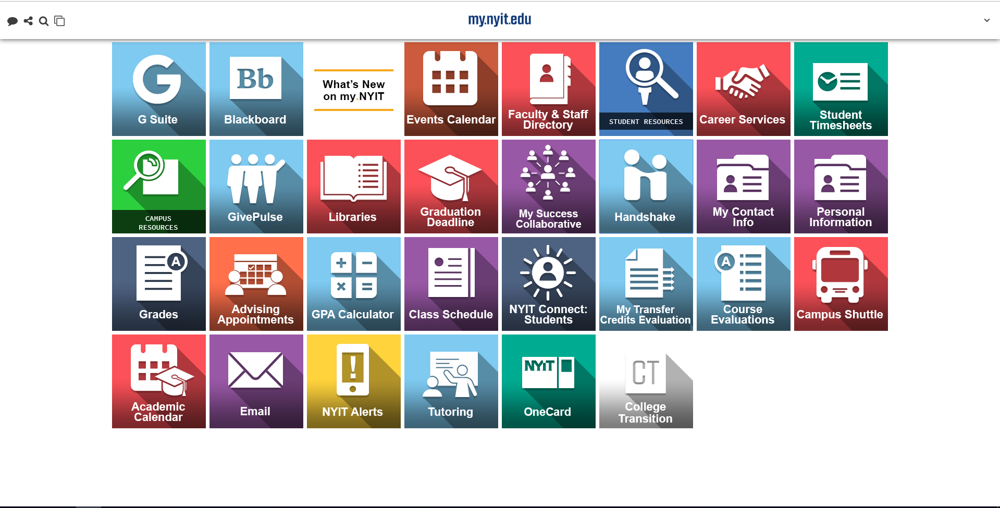 my.nyit.edu
G Suite
Bb
Blackboard
What's New
on my.NYIT
Events Calendar
Faculty & Staff
Directory
STUDENT RESOURCES
Career Services
Student
Timesheets
CAMPUS
RESOURCES
GivePulse
Libraries
Graduation
Deadline
My Success
Collaborative
Handshake
My Contact
Info
Personal
Information
A
Grades
Advising
Appointments
+ −
× =
GPA Calculator
Class Schedule
NYIT Connect:
Students
My Transfer
Credits Evaluation
A
Course
Evaluations
Campus Shuttle
Academic
Calendar
Email
!
NYIT Alerts
Tutoring
NYiT
OneCard
CT
College
Transition